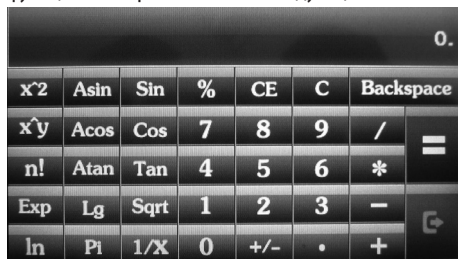 0.
x^2 Asin Sin % CE C Backspace
x^y Acos Cos 7 8 9 / =
n! Atan Tan 4 5 6 *
Exp Lg Sqrt 1 2 3 −
ln Pi 1/X 0 +/− . +